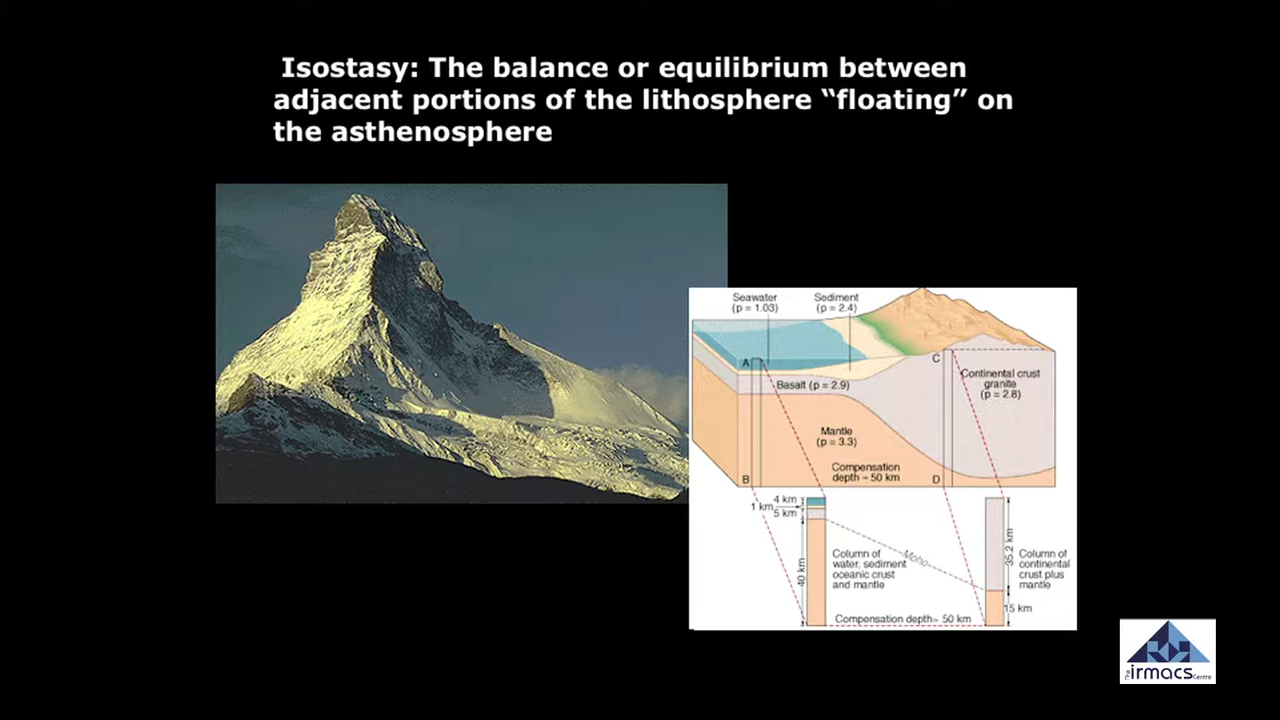 Isostasy: The balance or equilibrium between
adjacent portions of the lithosphere “floating” on
the asthenosphere
Seawater
(p = 1.03)
Sediment
(p = 2.4)
A
C
Basalt (p = 2.9)
Continental crust
granite
(p = 2.8)
Mantle
(p = 3.3)
Compensation
depth ~ 50 km
B
D
4 km
1 km
5 km
40 km
Column of
water, sediment
oceanic crust
and mantle
Moho
35.2 km
Column of
continental
crust plus
mantle
15 km
Compensation depth~ 50 km
The
irmacs
Centre